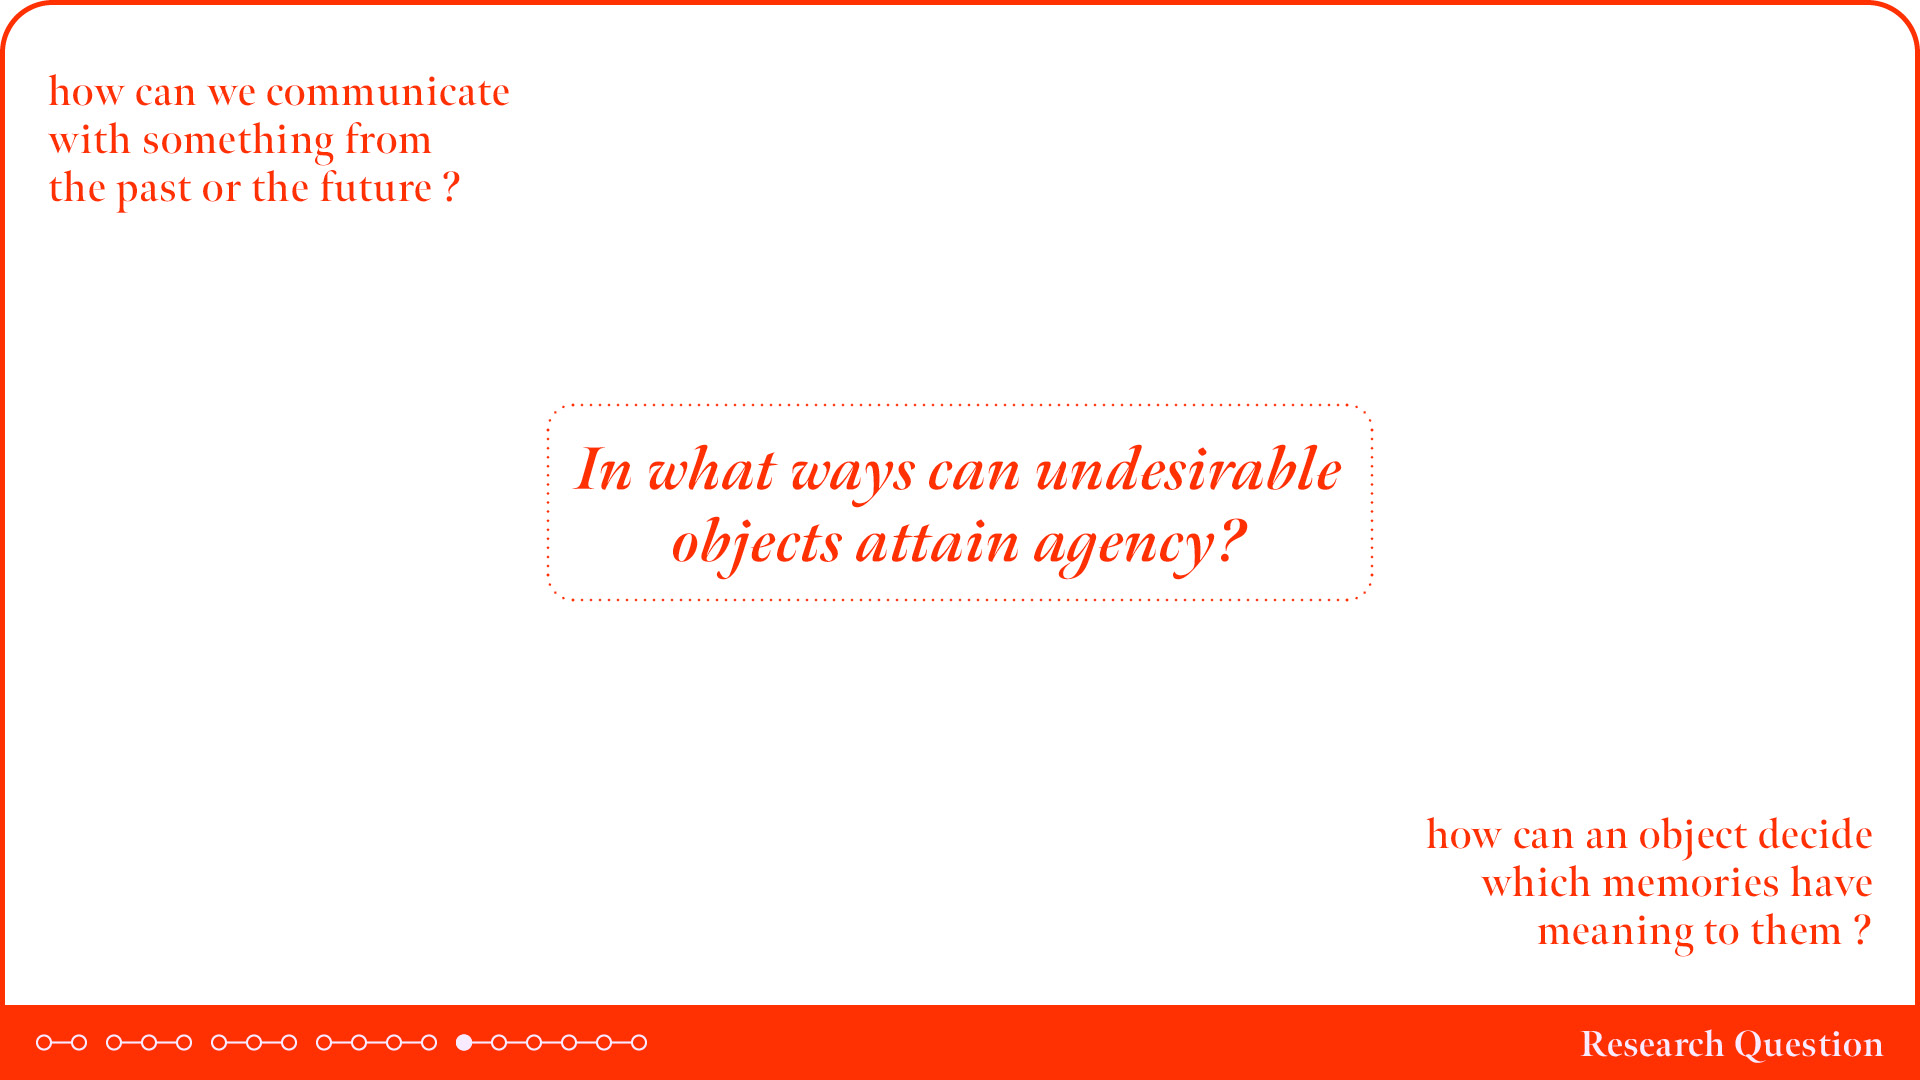 how can we communicate
with something from
the past or the future ?
In what ways can undesirable
objects attain agency?
how can an object decide
which memories have
meaning to them ?
Research Question